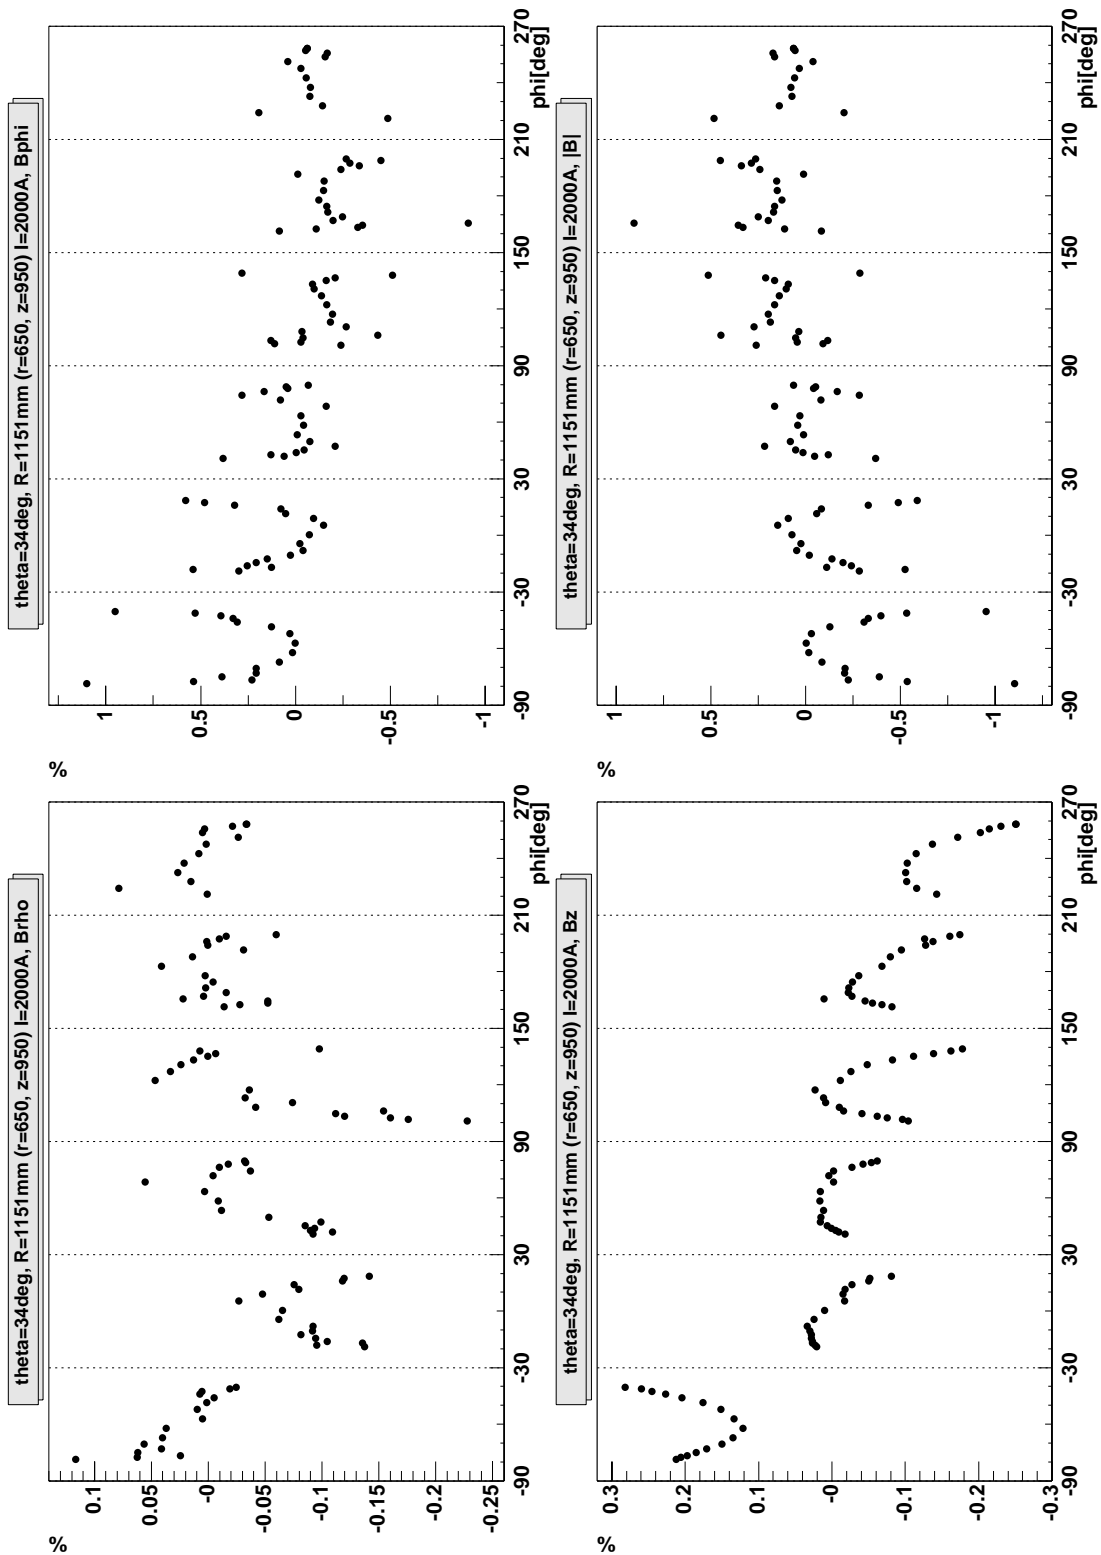 theta=34deg, R=1151mm (r=650, z=950) I=2000A, Brho
%
0.1
0.05
-0
-0.05
-0.1
-0.15
-0.2
-0.25
-90 -30 30 90 150 210 270
phi[deg]
theta=34deg, R=1151mm (r=650, z=950) I=2000A, Bphi
%
1
0.5
0
-0.5
-1
-90 -30 30 90 150 210 270
phi[deg]
theta=34deg, R=1151mm (r=650, z=950) I=2000A, Bz
%
0.3
0.2
0.1
-0
-0.1
-0.2
-0.3
-90 -30 30 90 150 210 270
phi[deg]
theta=34deg, R=1151mm (r=650, z=950) I=2000A, |B|
%
1
0.5
0
-0.5
-1
-90 -30 30 90 150 210 270
phi[deg]